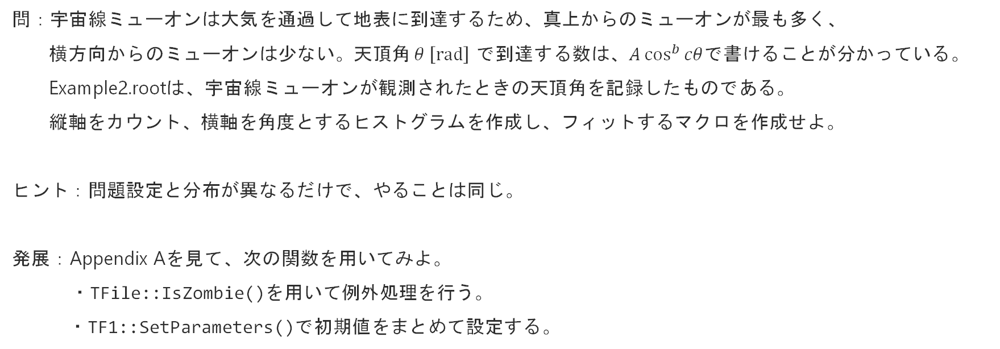 問：宇宙線ミューオンは大気を通過して地表に到達するため、真上からのミューオンが最も多く、
横方向からのミューオンは少ない。天頂角 θ [rad] で到達する数は、A cosᵇ cθで書けることが分かっている。
Example2.rootは、宇宙線ミューオンが観測されたときの天頂角を記録したものである。
縦軸をカウント、横軸を角度とするヒストグラムを作成し、フィットするマクロを作成せよ。
ヒント：問題設定と分布が異なるだけで、やることは同じ。
発展：Appendix Aを見て、次の関数を用いてみよ。
・TFile::IsZombie()を用いて例外処理を行う。
・TF1::SetParameters()で初期値をまとめて設定する。